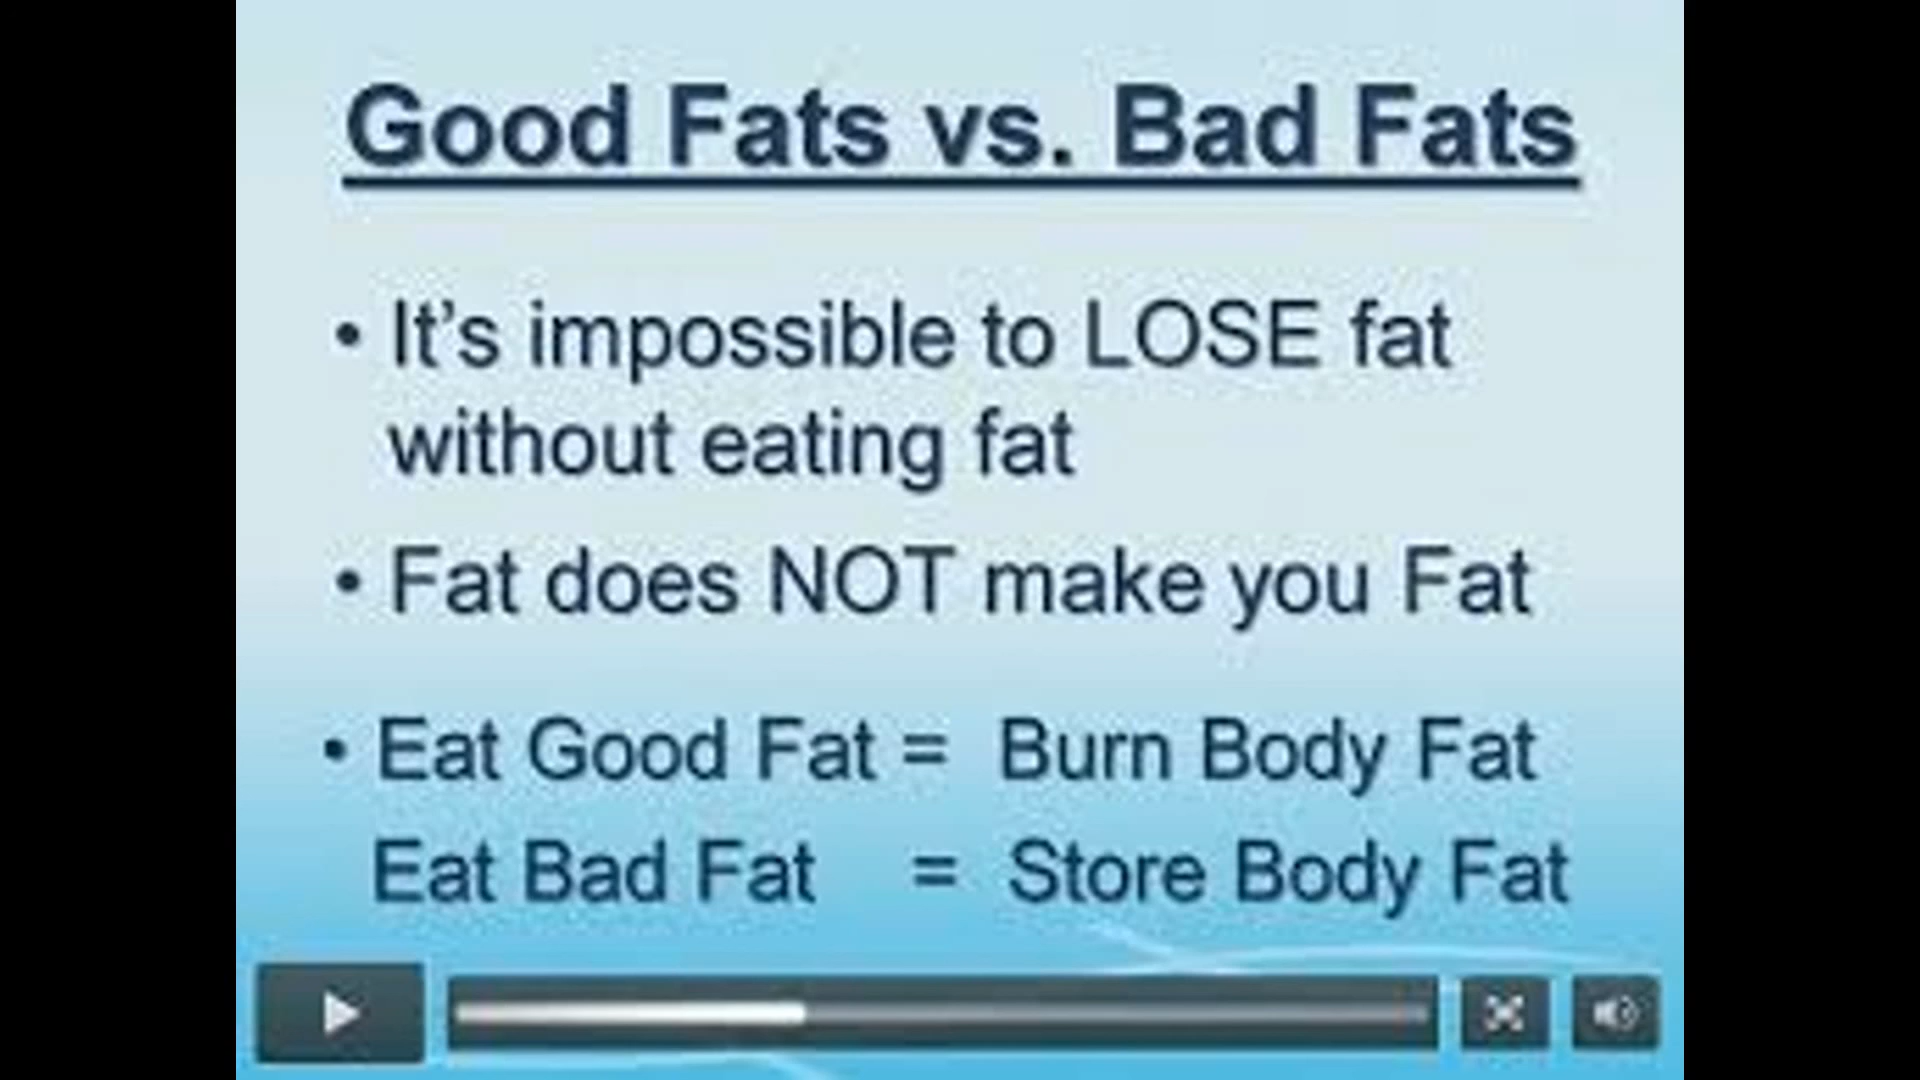 Good Fats vs. Bad Fats
• It's impossible to LOSE fat
without eating fat
• Fat does NOT make you Fat
• Eat Good Fat = Burn Body Fat
Eat Bad Fat = Store Body Fat